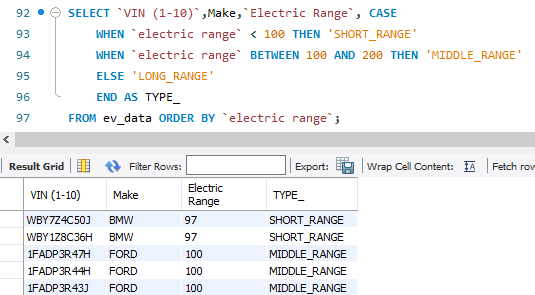 92 SELECT `VIN (1-10)`,Make,`Electric Range`, CASE
93 WHEN `electric range` < 100 THEN 'SHORT_RANGE'
94 WHEN `electric range` BETWEEN 100 AND 200 THEN 'MIDDLE_RANGE'
95 ELSE 'LONG_RANGE'
96 END AS TYPE_
97 FROM ev_data ORDER BY `electric range`;
Result Grid Filter Rows: Export: Wrap Cell Content: Fetch row
VIN (1-10) Make Electric Range TYPE_
WBY7Z4C50J BMW 97 SHORT_RANGE
WBY1Z8C36H BMW 97 SHORT_RANGE
1FADP3R47H FORD 100 MIDDLE_RANGE
1FADP3R44H FORD 100 MIDDLE_RANGE
1FADP3R43J FORD 100 MIDDLE_RANGE